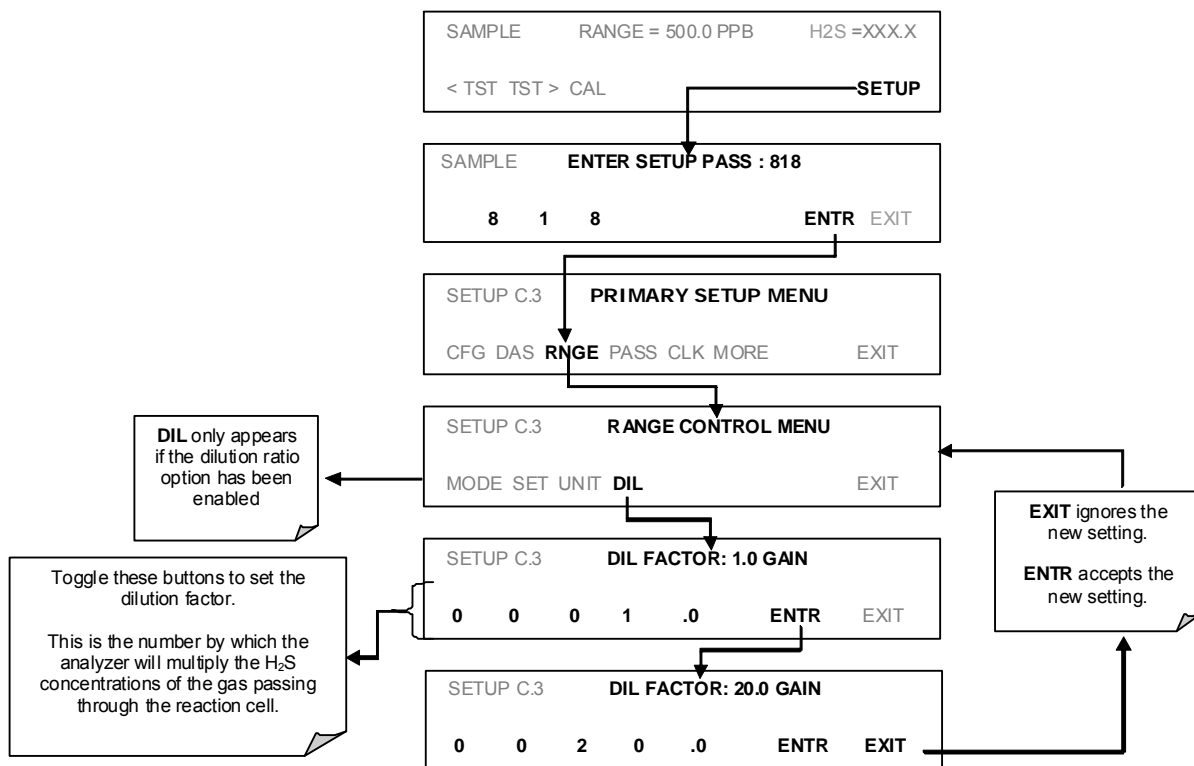 SAMPLE RANGE = 500.0 PPB H2S =XXX.X
< TST TST > CAL SETUP
SAMPLE ENTER SETUP PASS : 818
8 1 8 ENTR EXIT
SETUP C.3 PRIMARY SETUP MENU
CFG DAS RNGE PASS CLK MORE EXIT
SETUP C.3 RANGE CONTROL MENU
MODE SET UNIT DIL EXIT
DIL only appears
if the dilution ratio
option has been
enabled
EXIT ignores the
new setting.
ENTR accepts the
new setting.
SETUP C.3 DIL FACTOR: 1.0 GAIN
0 0 0 1 .0 ENTR EXIT
Toggle these buttons to set the
dilution factor.
This is the number by which the
analyzer will multiply the H₂S
concentrations of the gas passing
through the reaction cell.
SETUP C.3 DIL FACTOR: 20.0 GAIN
0 0 2 0 .0 ENTR EXIT